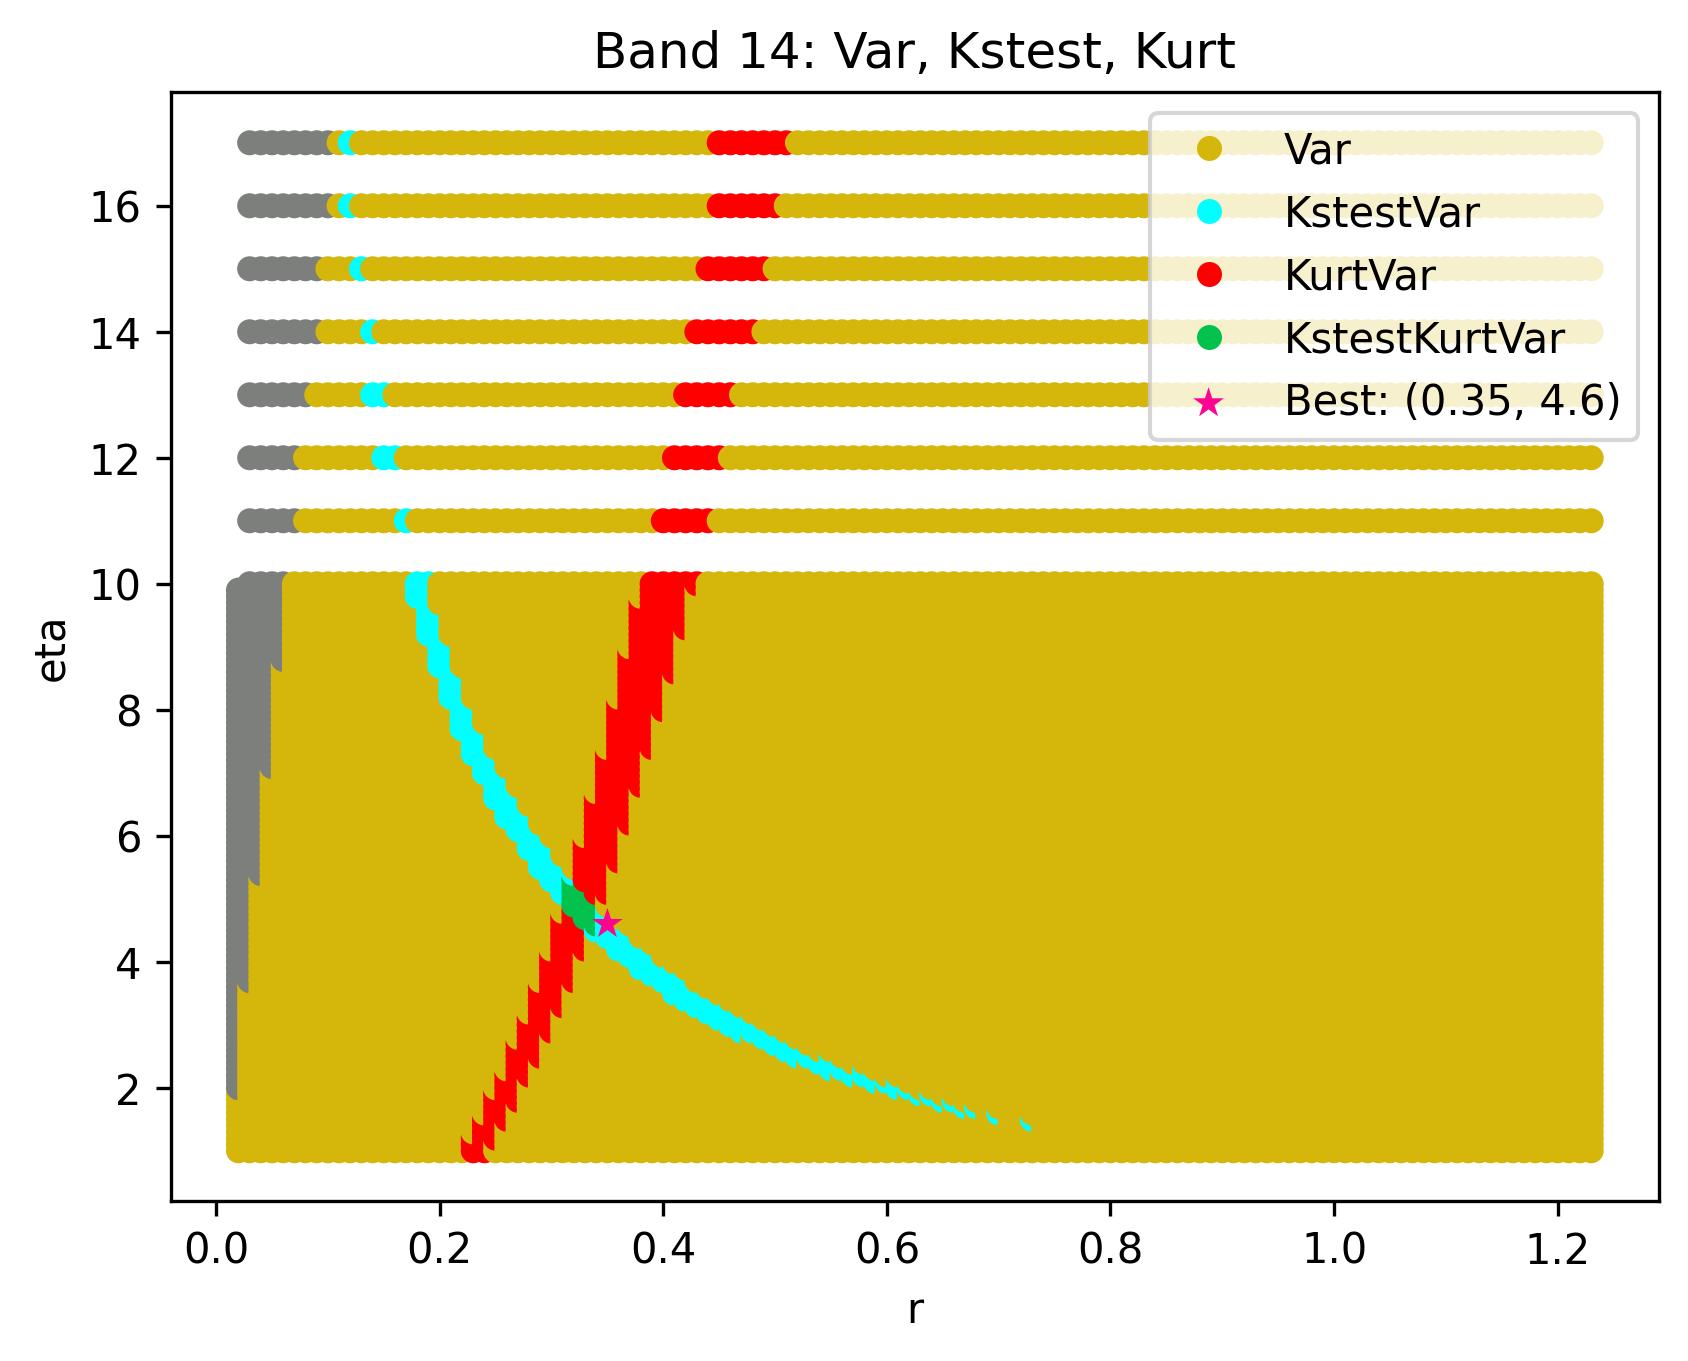 Band 14: Var, Kstest, Kurt
Var
KstestVar
KurtVar
KstestKurtVar
Best: (0.35, 4.6)
eta
16
14
12
10
8
6
4
2
0.0 0.2 0.4 0.6 0.8 1.0 1.2
r